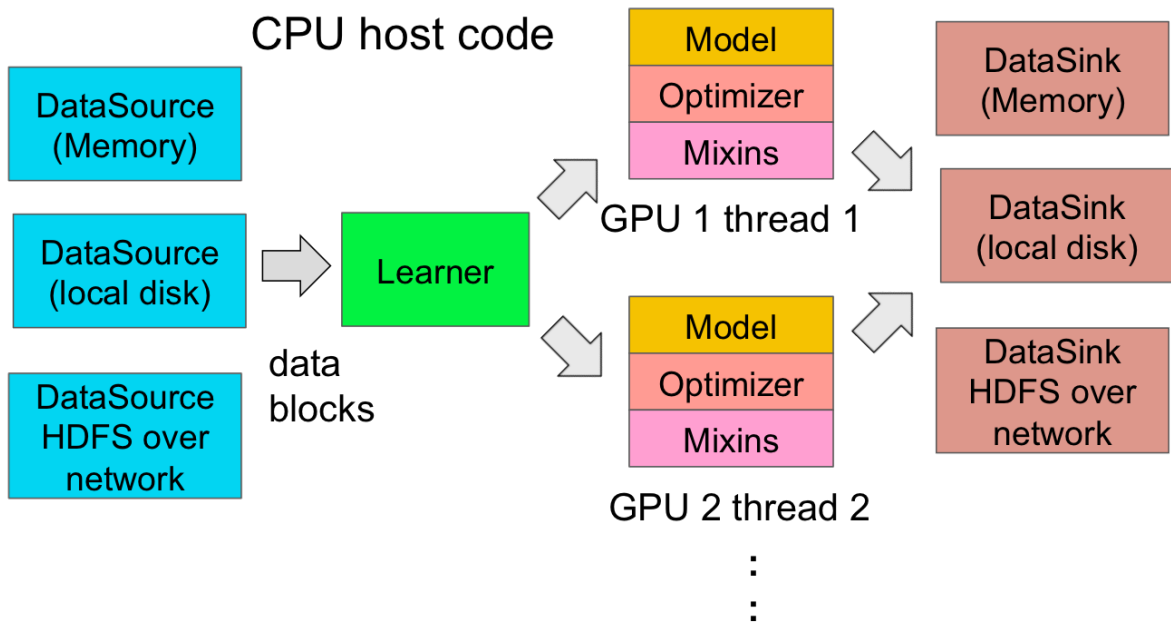 CPU host code
DataSource
(Memory)
DataSource
(local disk)
DataSource
HDFS over
network
data
blocks
Learner
Model
Optimizer
Mixins
GPU 1 thread 1
Model
Optimizer
Mixins
GPU 2 thread 2
:
:
DataSink
(Memory)
DataSink
(local disk)
DataSink
HDFS over
network